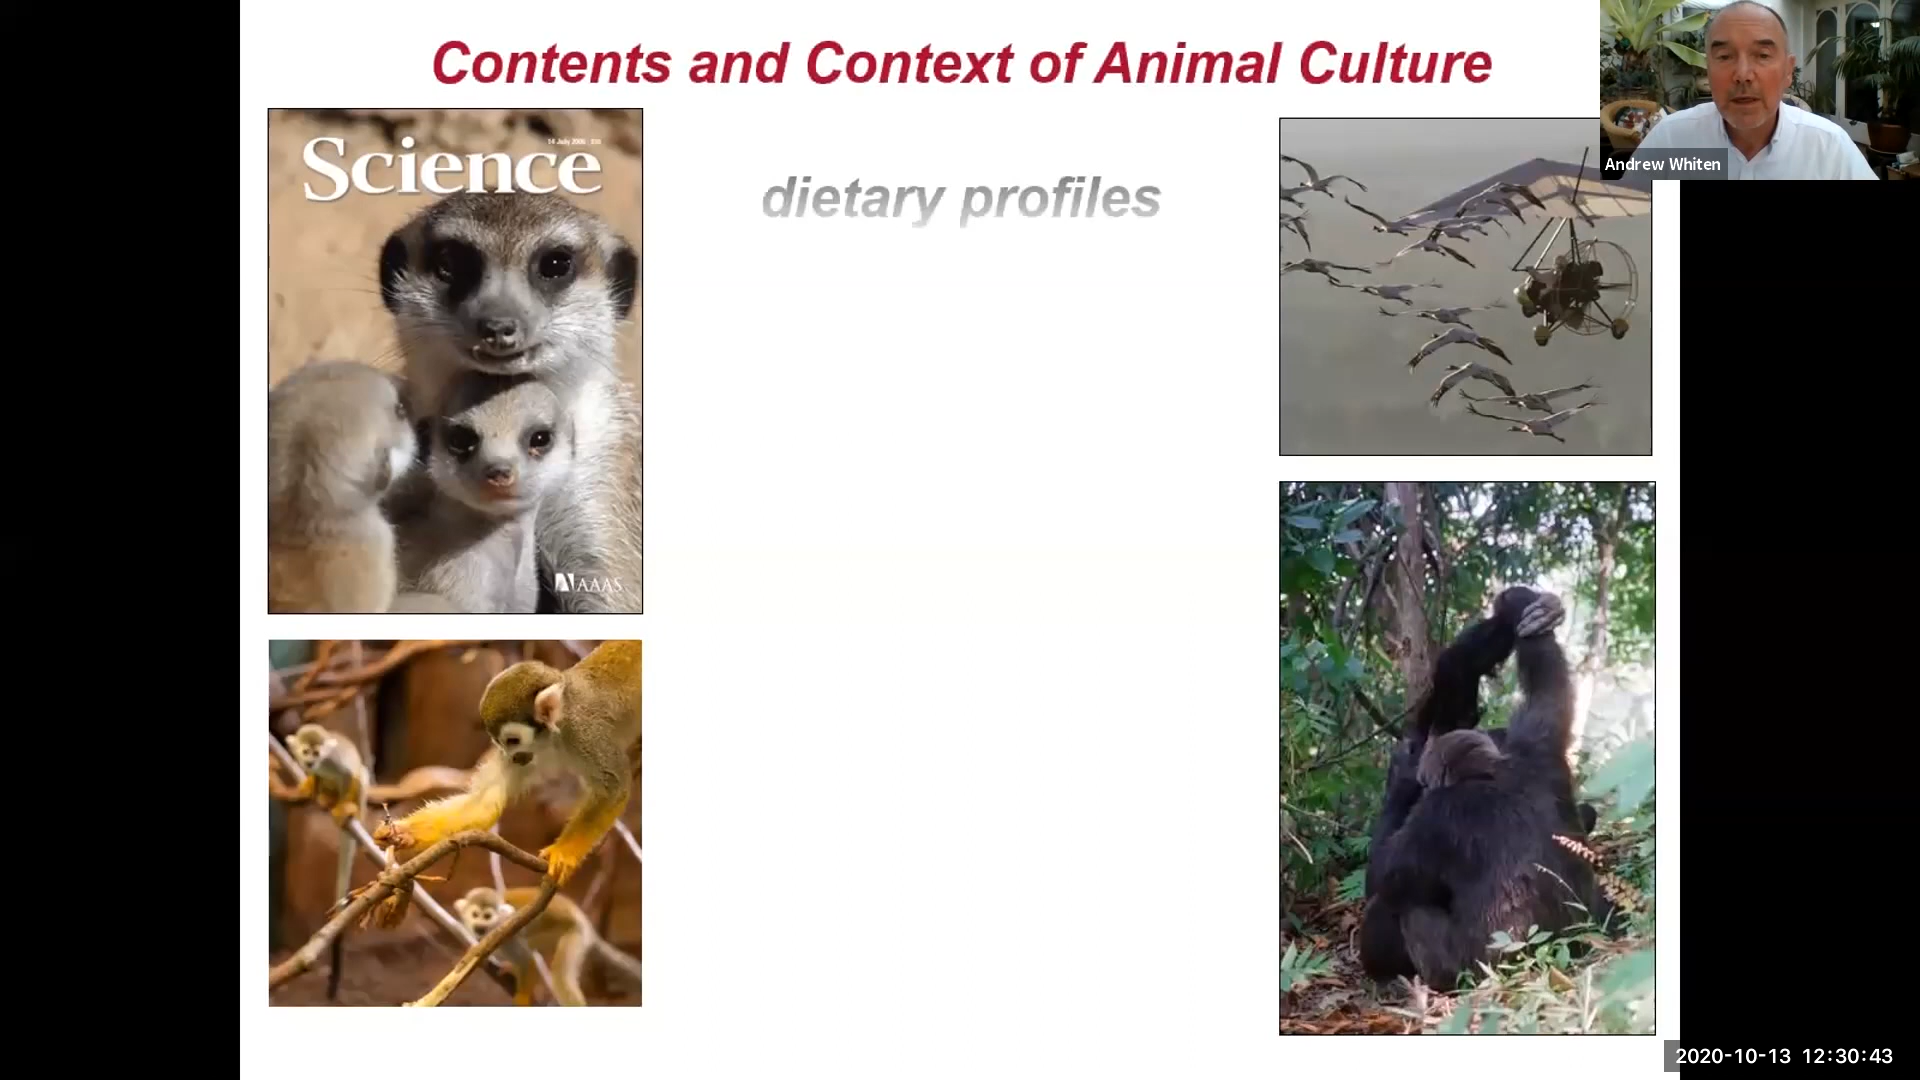 Contents and Context of Animal Culture
Science
dietary profiles
AAAS
Andrew Whiten
2020-10-13 12:30:43